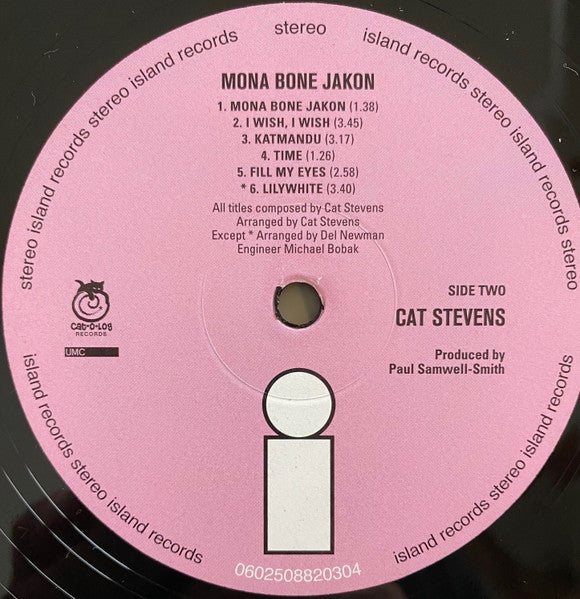 stereo
island records stereo island records
island records stereo
MONA BONE JAKON
1. MONA BONE JAKON (1.38)
2. I WISH, I WISH (3.45)
3. KATMANDU (3.17)
4. TIME (1.26)
5. FILL MY EYES (2.58)
* 6. LILYWHITE (3.40)
All titles composed by Cat Stevens
Arranged by Cat Stevens
Except * Arranged by Del Newman
Engineer Michael Bobak
SIDE TWO
CAT STEVENS
Cat-O-Log
RECORDS
UMC
Produced by
Paul Samwell-Smith
island records stereo island records
island records stereo island records
i
0602508820304